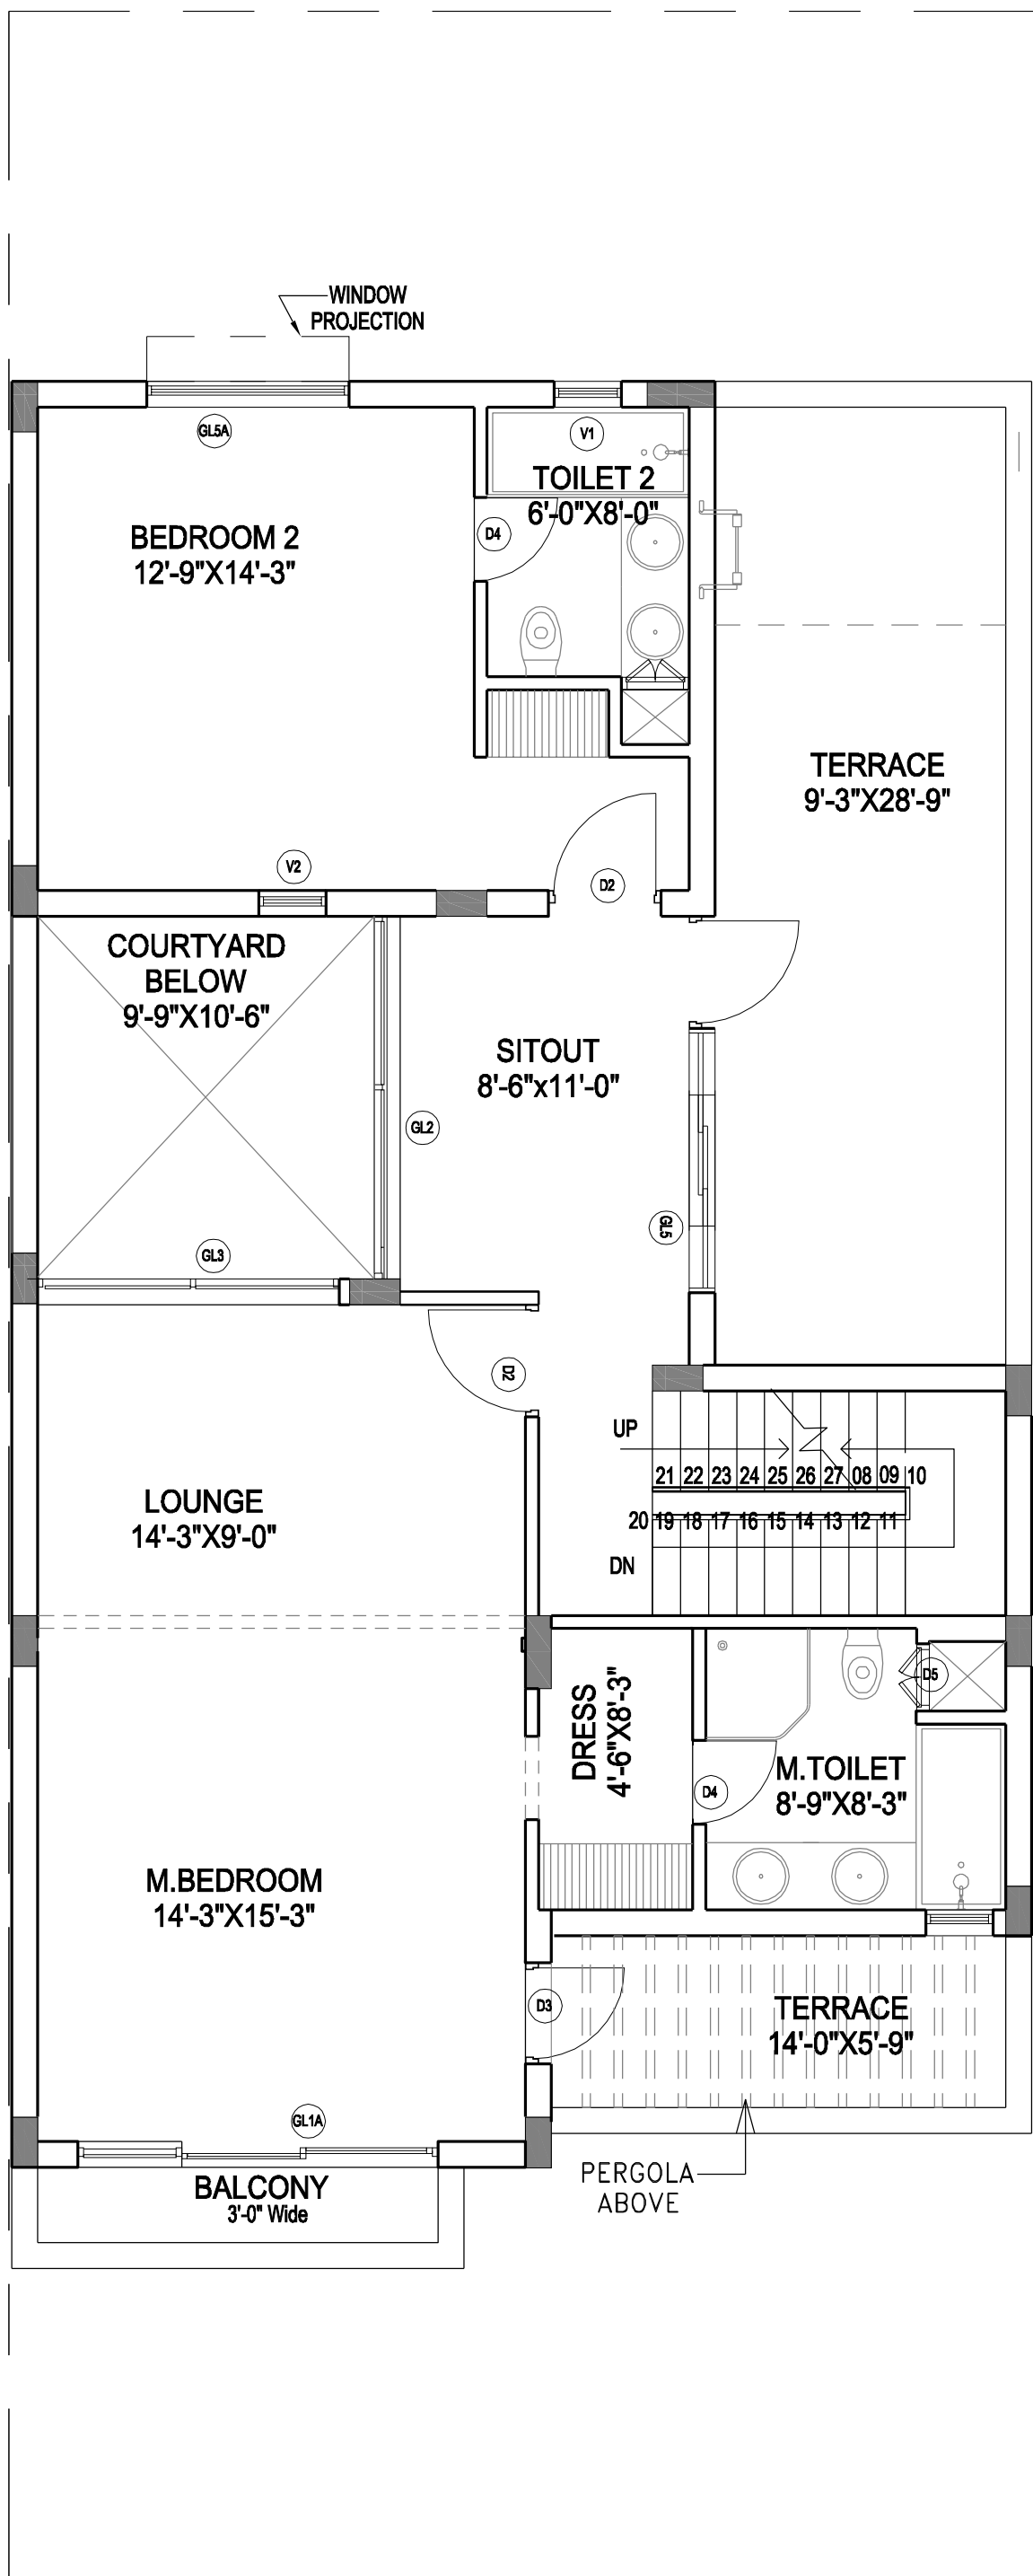 WINDOW
PROJECTION
GL5A
V1
TOILET 2
6'-0"X8'-0"
D4
BEDROOM 2
12'-9"X14'-3"
TERRACE
9'-3"X28'-9"
V2
D2
COURTYARD
BELOW
9'-9"X10'-6"
SITOUT
8'-6"x11'-0"
GL2
GL5
GL3
D2
UP
21 22 23 24 25 26 27 08 09 10
20 19 18 17 16 15 14 13 12 11
DN
LOUNGE
14'-3"X9'-0"
DRESS
4'-6"X8'-3"
D5
M.TOILET
8'-9"X8'-3"
D4
M.BEDROOM
14'-3"X15'-3"
D3
TERRACE
14'-0"X5'-9"
GL1A
BALCONY
3'-0" Wide
PERGOLA
ABOVE